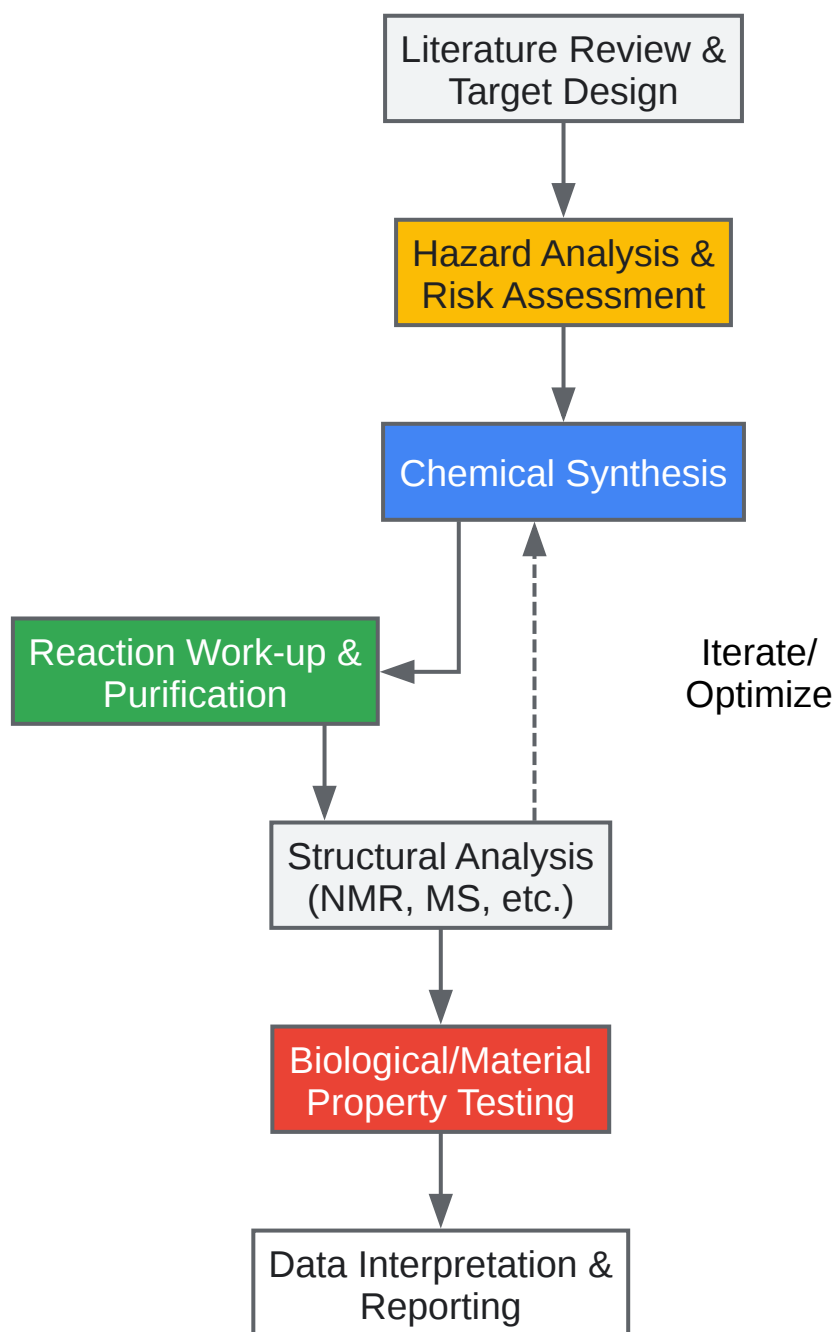 Literature Review &
Target Design
Hazard Analysis &
Risk Assessment
Chemical Synthesis
Reaction Work-up &
Purification
Iterate/
Optimize
Structural Analysis
(NMR, MS, etc.)
Biological/Material
Property Testing
Data Interpretation &
Reporting